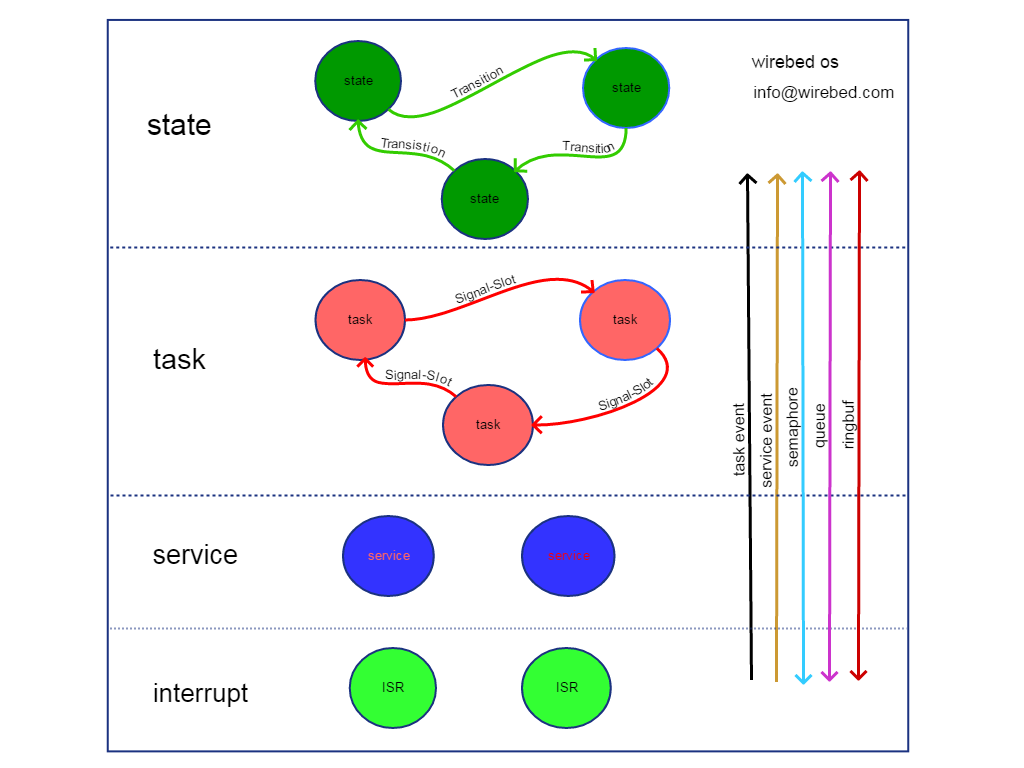 state
state
Transition
state
Transistion
Transition
state
wirebed os
info@wirebed.com
task
task
Signal-Slot
task
Signal-Slot
Signal-Slot
task
task event
service event
semaphore
queue
ringbuf
service
service
service
interrupt
ISR
ISR